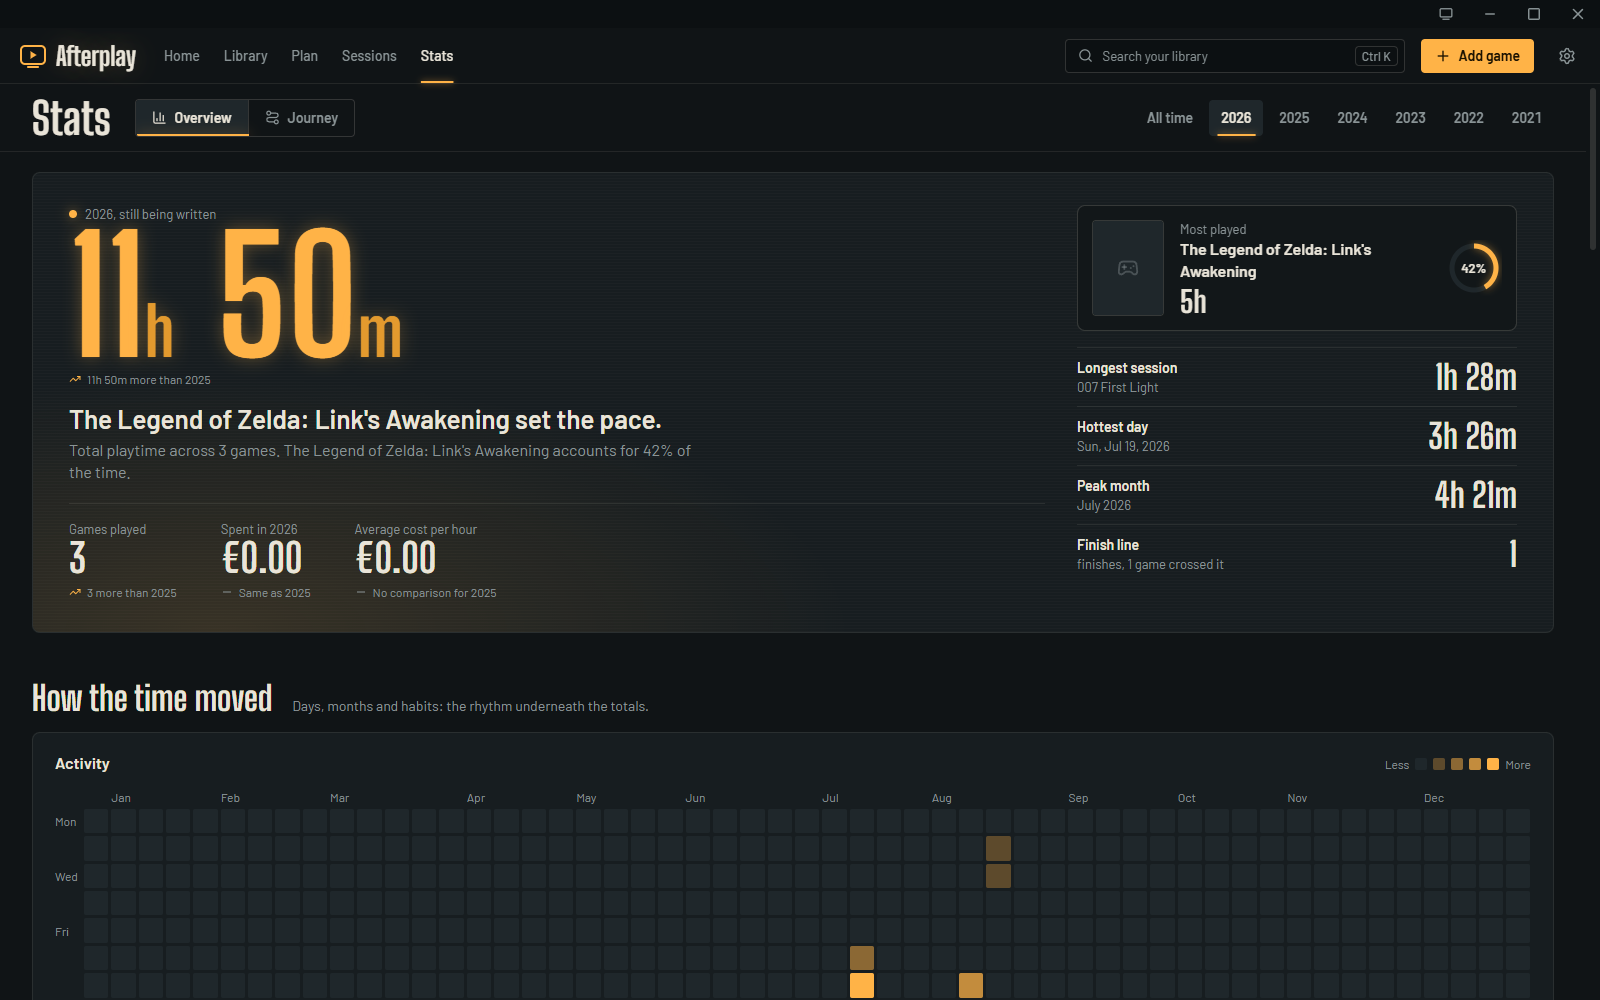 Afterplay
Home
Library
Plan
Sessions
Stats
Search your library
Ctrl K
Add game
Stats
Overview
Journey
All time
2026
2025
2024
2023
2022
2021
2026, still being written
11h 50m
11h 50m more than 2025
The Legend of Zelda: Link's Awakening set the pace.
Total playtime across 3 games. The Legend of Zelda: Link's Awakening accounts for 42% of
the time.
Games played
3
3 more than 2025
Spent in 2026
€0.00
Same as 2025
Average cost per hour
€0.00
No comparison for 2025
Most played
The Legend of Zelda: Link's
Awakening
5h
42%
Longest session
007 First Light
1h 28m
Hottest day
Sun, Jul 19, 2026
3h 26m
Peak month
July 2026
4h 21m
Finish line
finishes, 1 game crossed it
1
How the time moved
Days, months and habits: the rhythm underneath the totals.
Activity
Less
More
Jan
Feb
Mar
Apr
May
Jun
Jul
Aug
Sep
Oct
Nov
Dec
Mon
Wed
Fri